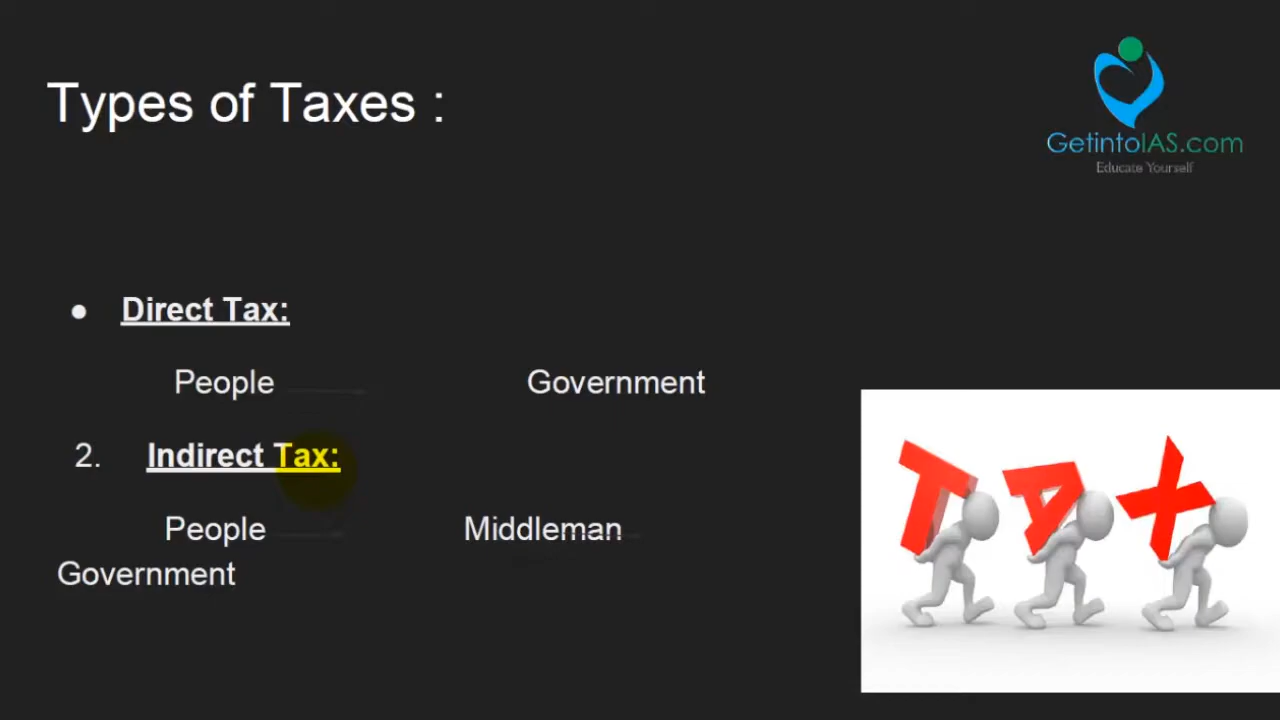 Types of Taxes :
GetintoIAS.com
Educate Yourself
● Direct Tax:
People Government
2. Indirect Tax:
People Middleman
Government
TAX